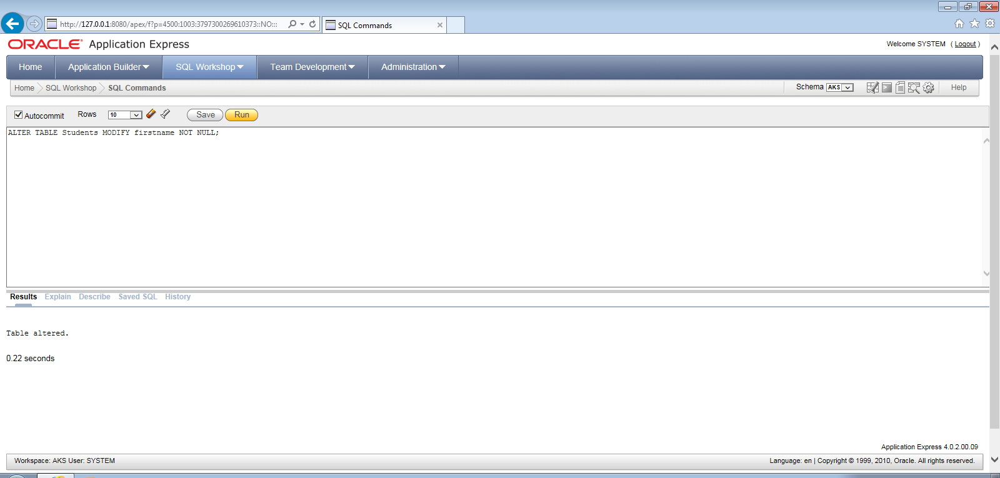 http://127.0.0.1:8080/apex/f?p=4500:1003:3797300269610373::NO:::
SQL Commands
ORACLE® Application Express
Welcome SYSTEM ( Logout )
Home Application Builder SQL Workshop Team Development Administration
Home SQL Workshop SQL Commands Schema AKS Help
Autocommit Rows 10 Save Run
ALTER TABLE Students MODIFY firstname NOT NULL;
Results Explain Describe Saved SQL History
Table altered.
0.22 seconds
Application Express 4.0.2.00.09
Workspace: AKS User: SYSTEM Language: en | Copyright © 1999, 2010, Oracle. All rights reserved.